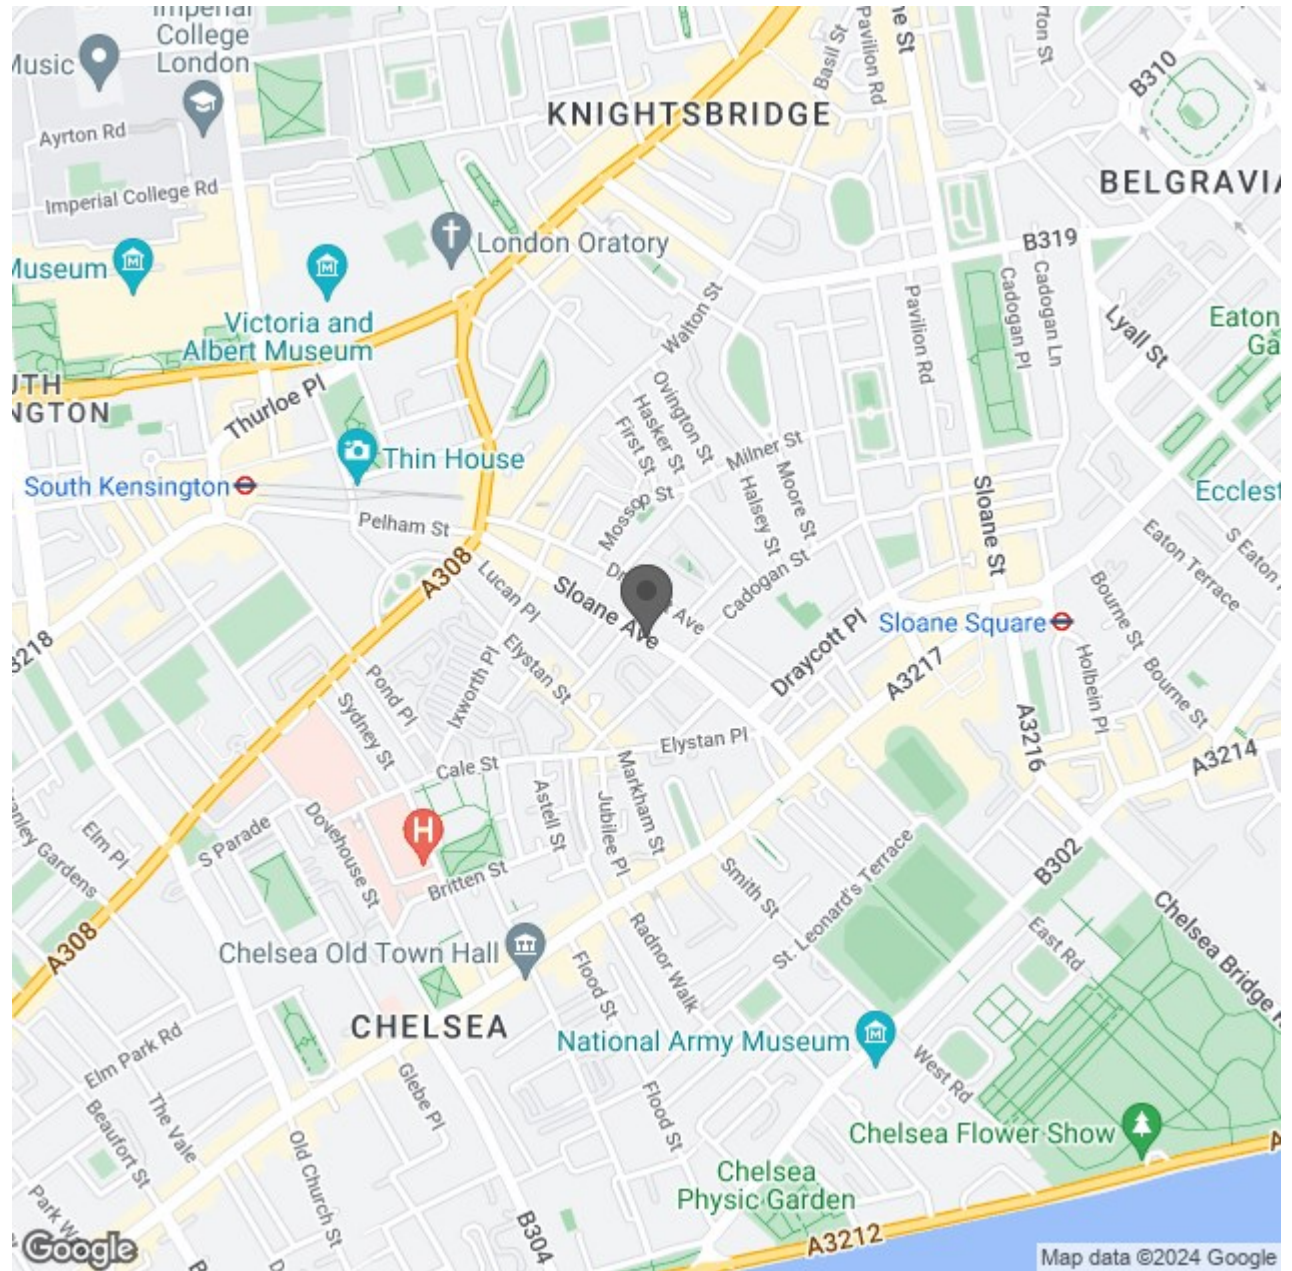 Imperial
College
London
Music
Ayrton Rd
Imperial College Rd
KNIGHTSBRIDGE
Basil St
Pavilion Rd
B310
BELGRAVIA
London Oratory
B319
Museum
Victoria and
Albert Museum
Walton St
Pavilion Rd
Cadogan Pl
Cadogan Ln
Lyall St
Eaton
Thurloe Pl
Thin House
South Kensington
Pelham St
Ovington St
Hasker St
First St
Milner St
Mossop St
Halsey St
Moore St
Cadogan St
Sloane St
Eaton Terrace
Bourne St
A308
Lucan Pl
Sloane Ave
Ave
Sloane Square
Draycott Pl
A3217
Holbein Pl
Bourne St
Elystan St
Ixworth Pl
Pond Pl
Sydney St
Elystan Pl
A3216
A3214
Cale St
Astell St
Jubilee Pl
Markham St
S Parade
Dovehouse St
H
Britten St
Elm Pl
Smith St
St. Leonard's Terrace
B302
A308
Chelsea Old Town Hall
Flood St
Radnor Walk
East Rd
CHELSEA
National Army Museum
West Rd
Elm Park Rd
Glebe Pl
Flood St
The Vale
Beaufort St
Old Church St
Chelsea Flower Show
Chelsea
Physic Garden
B304
A3212
Google
Map data ©2024 Google